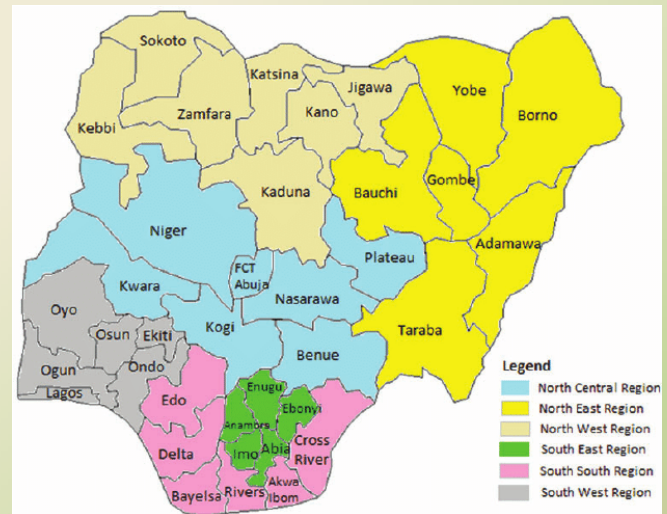 Sokoto
Katsina
Jigawa
Yobe
Borno
Kano
Zamfara
Kebbi
Kaduna
Bauchi
Gombe
Niger
Adamawa
FCT
Abuja
Plateau
Kwara
Nasarawa
Oyo
Kogi
Taraba
Osun
Ekiti
Benue
Ogun
Ondo
Lagos
Edo
Enugu
Ebonyi
Anambra
Delta
Imo
Abia
Cross
River
Bayelsa
Rivers
Akwa
Ibom
Legend
North Central Region
North East Region
North West Region
South East Region
South South Region
South West Region